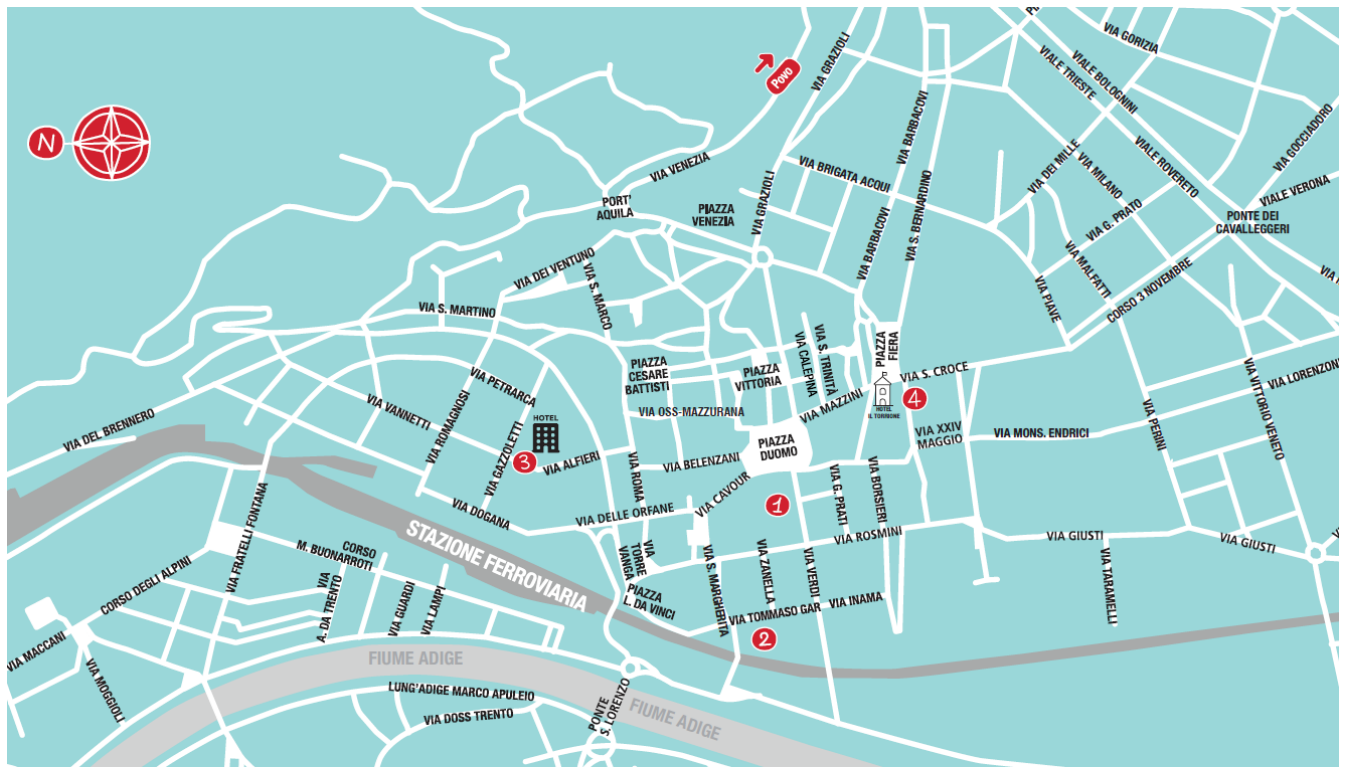 N
Povo
VIA GRAZIOLI
VIA GORIZIA
VIALE TRIESTE
VIALE BOLOGNINI
VIA GOCCIADORO
VIA BARBACOVI
VIA DEI MILLE
VIA MILANO
VIALE ROVERETO
VIALE VERONA
VIA VENEZIA
VIA BRIGATA ACQUI
VIA GRAZIOLI
VIA BARBACOVI
VIA S. BERNARDINO
PORT'
AQUILA
PIAZZA
VENEZIA
VIA G. PRATO
PONTE DEI
CAVALLEGGERI
VIA MALFATTI
VIA PIAVE
CORSO 3 NOVEMBRE
VIA DEI VENTUNO
VIA S. MARCO
VIA S. MARTINO
VIA CALEPINA
VIA S. TRINITÀ
PIAZZA
FIERA
PIAZZA
CESARE
BATTISTI
PIAZZA
VITTORIA
VIA S. CROCE
VIA LORENZONI
VIA VITTORIO VENETO
VIA PETRARCA
VIA VANNETTI
VIA ROMAGNOSI
VIA GAZZOLETTI
HOTEL
3
VIA ALFIERI
VIA OSS-MAZZURANA
VIA MAZZINI
HOTEL
IL TORRIONE
4
VIA XXIV
MAGGIO
VIA MONS. ENDRICI
VIA PERINI
VIA DEL BRENNERO
PIAZZA
DUOMO
VIA BELENZANI
VIA ROMA
VIA CAVOUR
VIA DOGANA
VIA DELLE ORFANE
1
VIA G. PRATI
VIA BORSIERI
VIA ROSMINI
VIA GIUSTI
VIA GIUSTI
VIA TARAMELLI
STAZIONE FERROVIARIA
VIA FRATELLI FONTANA
CORSO
M. BUONARROTI
CORSO DEGLI ALPINI
VIA
A. DA TRENTO
VIA GUARDI
VIA LAMPI
VIA
TORRE
VANGA
PIAZZA
L. DA VINCI
VIA S. MARGHERITA
VIA ZANELLA
VIA VERDI
VIA TOMMASO GAR
VIA INAMA
2
VIA MACCANI
VIA MOGGIOLI
FIUME ADIGE
LUNG'ADIGE MARCO APULEIO
VIA DOSS TRENTO
PONTE
S. LORENZO
FIUME ADIGE